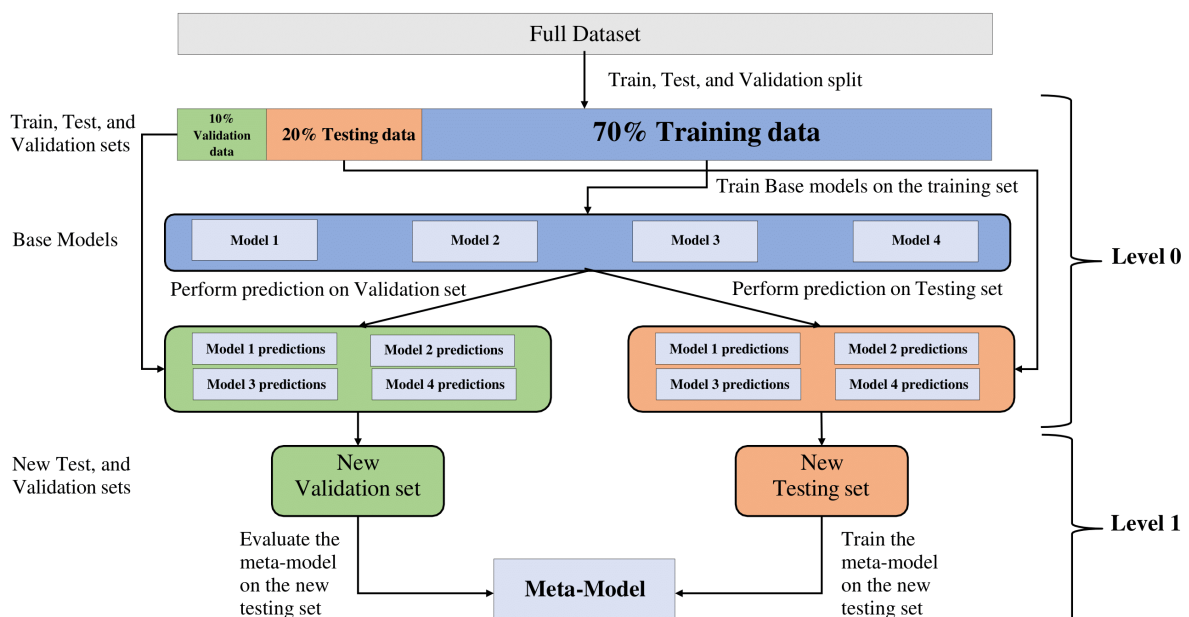 Full Dataset
Train, Test, and Validation split
Train, Test, and
Validation sets
10%
Validation
data
20% Testing data
70% Training data
Train Base models on the training set
Base Models
Model 1
Model 2
Model 3
Model 4
Level 0
Perform prediction on Validation set
Perform prediction on Testing set
Model 1 predictions
Model 2 predictions
Model 3 predictions
Model 4 predictions
Model 1 predictions
Model 2 predictions
Model 3 predictions
Model 4 predictions
New Test, and
Validation sets
New
Validation set
New
Testing set
Level 1
Evaluate the
meta-model
on the new
testing set
Meta-Model
Train the
meta-model
on the new
testing set